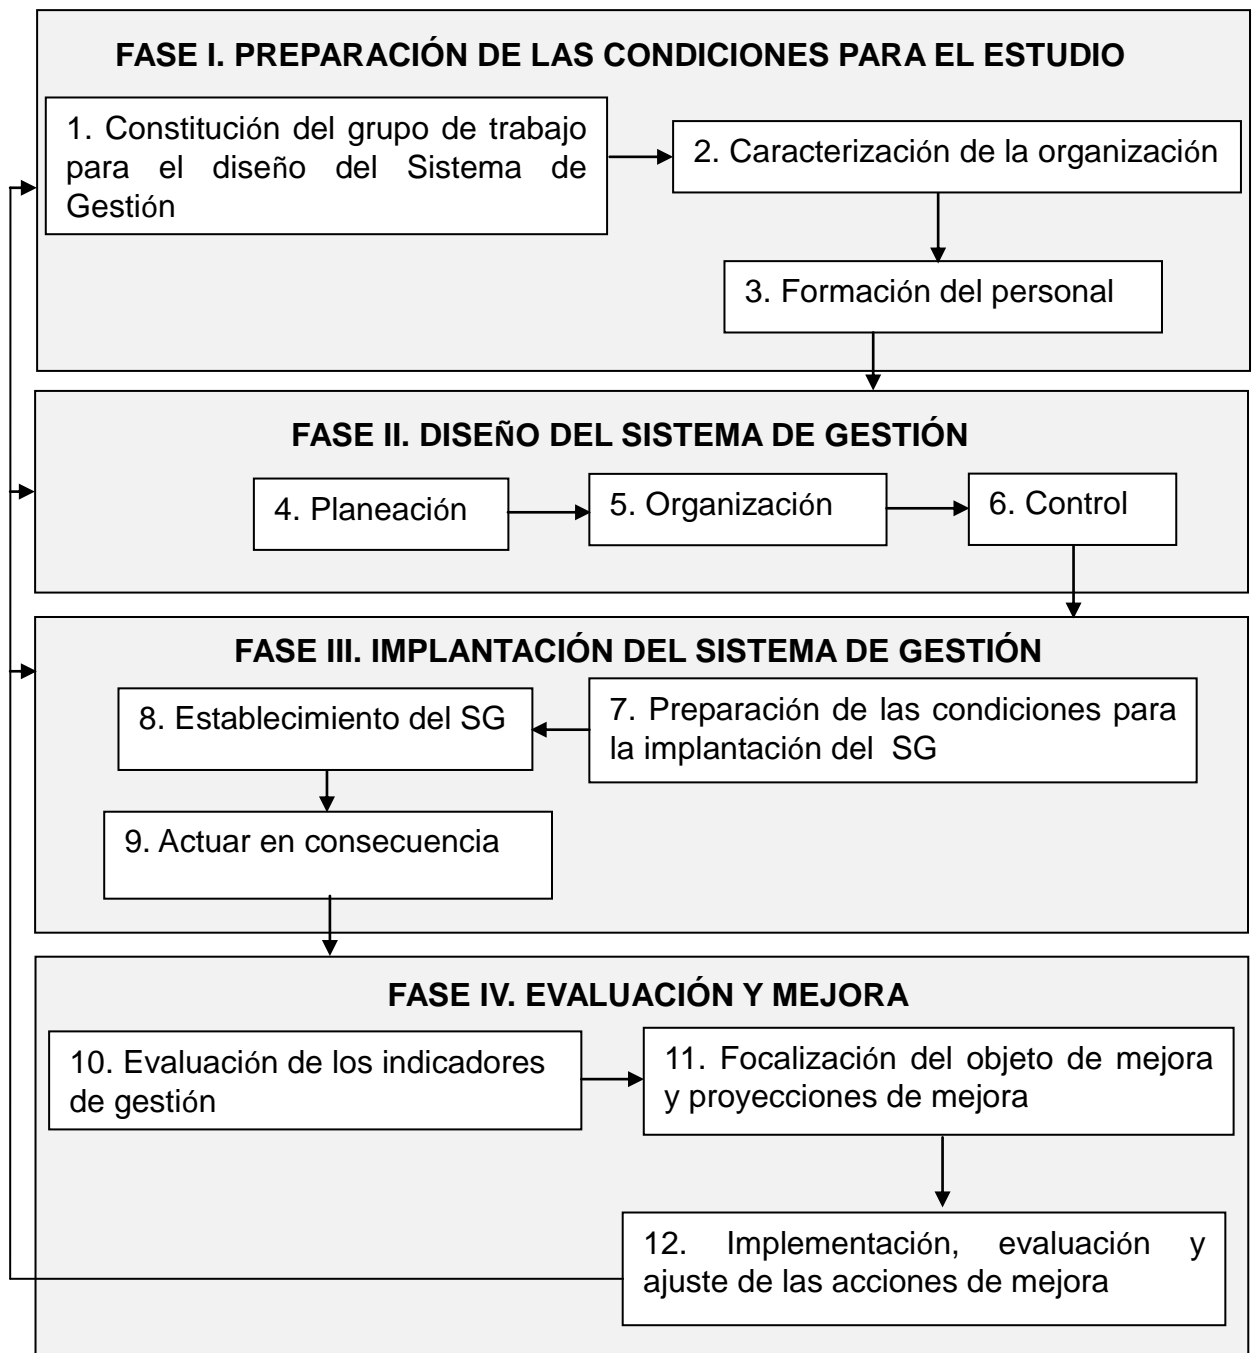 FASE I. PREPARACIÓN DE LAS CONDICIONES PARA EL ESTUDIO
1. Constitución del grupo de trabajo
para el diseño del Sistema de
Gestión
2. Caracterización de la organización
3. Formación del personal
FASE II. DISEÑO DEL SISTEMA DE GESTIÓN
4. Planeación
5. Organización
6. Control
FASE III. IMPLANTACIÓN DEL SISTEMA DE GESTIÓN
7. Preparación de las condiciones para
la implantación del SG
8. Establecimiento del SG
9. Actuar en consecuencia
FASE IV. EVALUACIÓN Y MEJORA
10. Evaluación de los indicadores
de gestión
11. Focalización del objeto de mejora
y proyecciones de mejora
12. Implementación, evaluación y
ajuste de las acciones de mejora